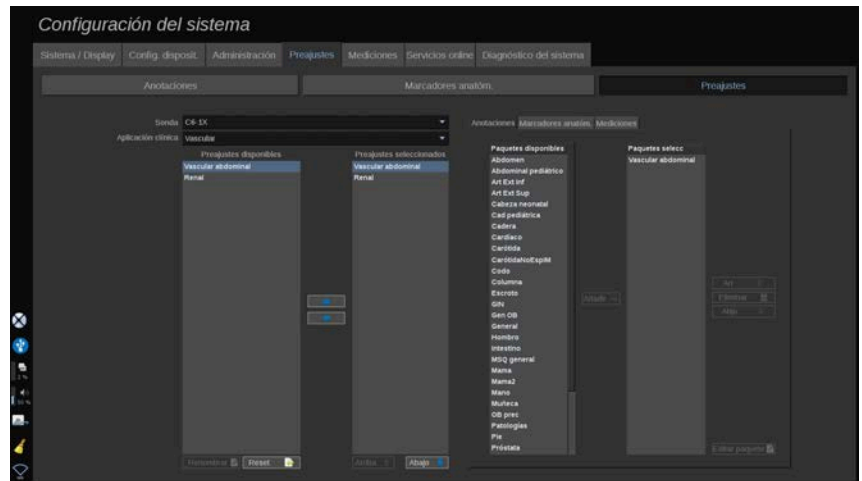 Configuración del sistema
Sistema / Display Config. disposit. Administración Preajustes Mediciones Servicios online Diagnóstico del sistema
Anotaciones Marcadores anatóm. Preajustes
Sonda C6-1X
Aplicación clínica Vascular
Preajustes disponibles Preajustes seleccionados
Vascular abdominal Vascular abdominal
Renal Renal
Reset Arriba Abajo
Anotaciones Marcadores anatóm. Mediciones
Paquetes disponibles Paquetes selecc
Abdomen Vascular abdominal
Abdominal pediátrico
Art Ext Inf
Art Ext Sup
Cabeza neonatal
Cad pediátrica
Cadera
Cardíaco
Carótida
CarótidaNoEspIM
Codo
Columna
Escroto
GIN
Gen OB
General
Hombro
Intestino
MSQ general
Mama
Mama2
Mano
Muñeca
OB prec
Patologías
Pie
Próstata
Añadir
Eliminar
Abajo
Editar paquete